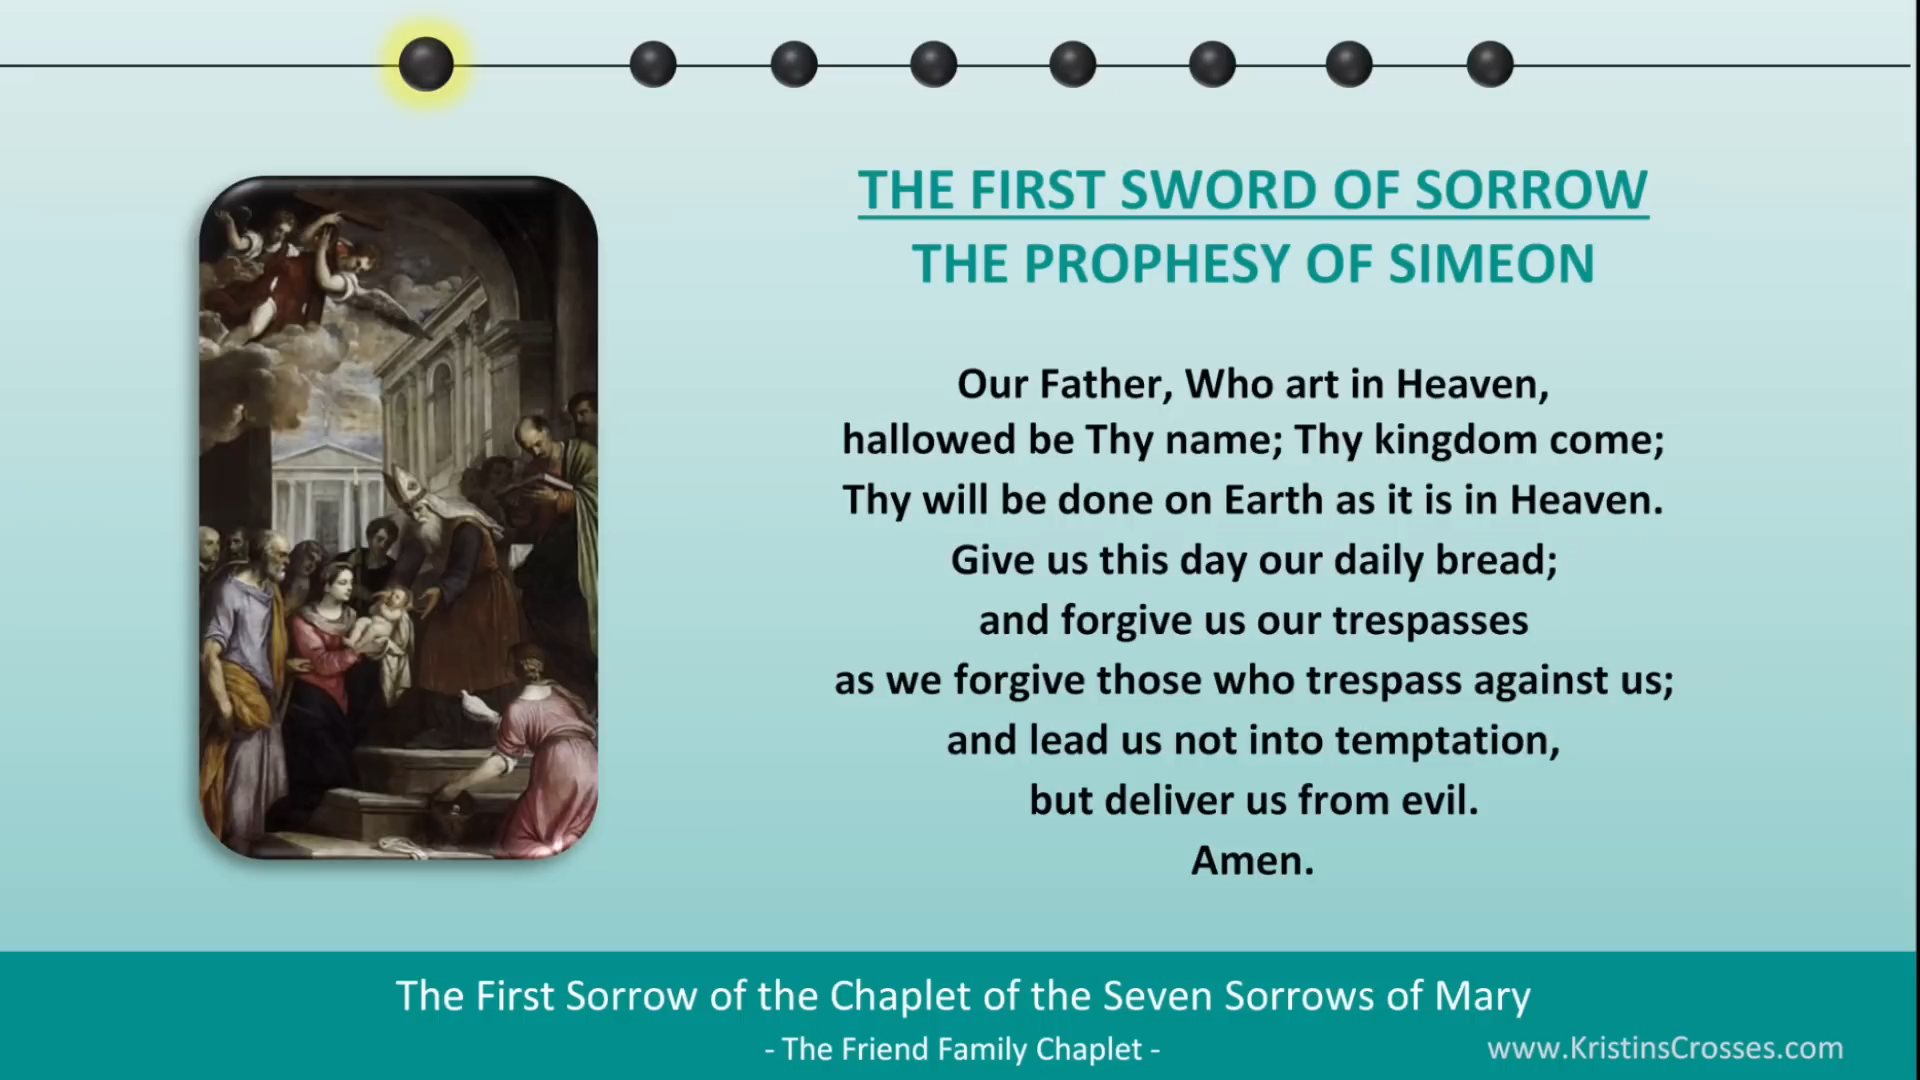 THE FIRST SWORD OF SORROW
THE PROPHESY OF SIMEON
Our Father, Who art in Heaven,
hallowed be Thy name; Thy kingdom come;
Thy will be done on Earth as it is in Heaven.
Give us this day our daily bread;
and forgive us our trespasses
as we forgive those who trespass against us;
and lead us not into temptation,
but deliver us from evil.
Amen.
The First Sorrow of the Chaplet of the Seven Sorrows of Mary
- The Friend Family Chaplet -
www.KristinsCrosses.com